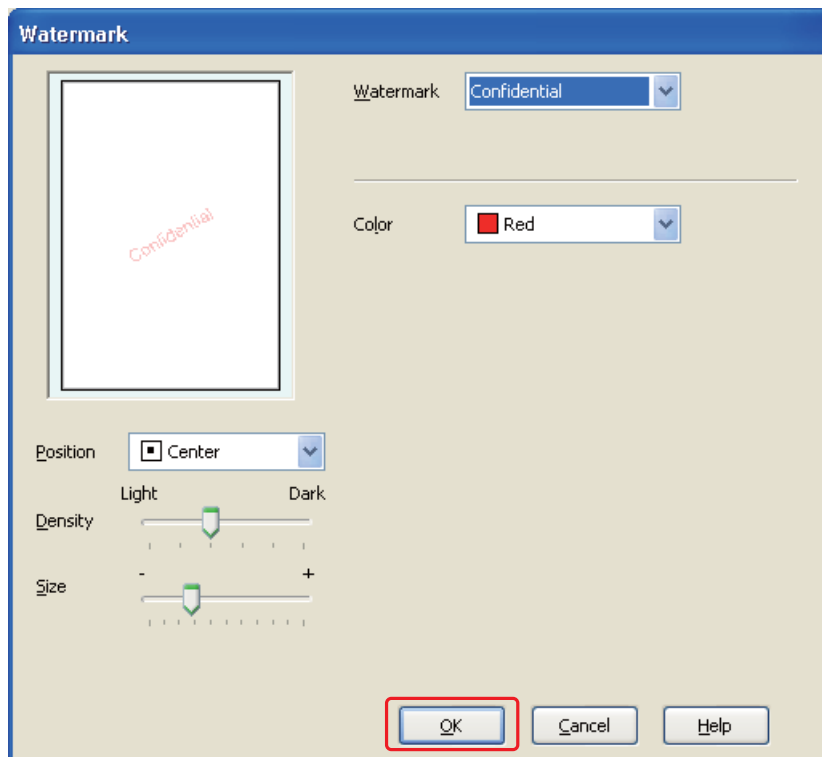 Watermark
Watermark Confidential
Confidential
Color Red
Position Center
Light Dark
Density
- +
Size
OK Cancel Help